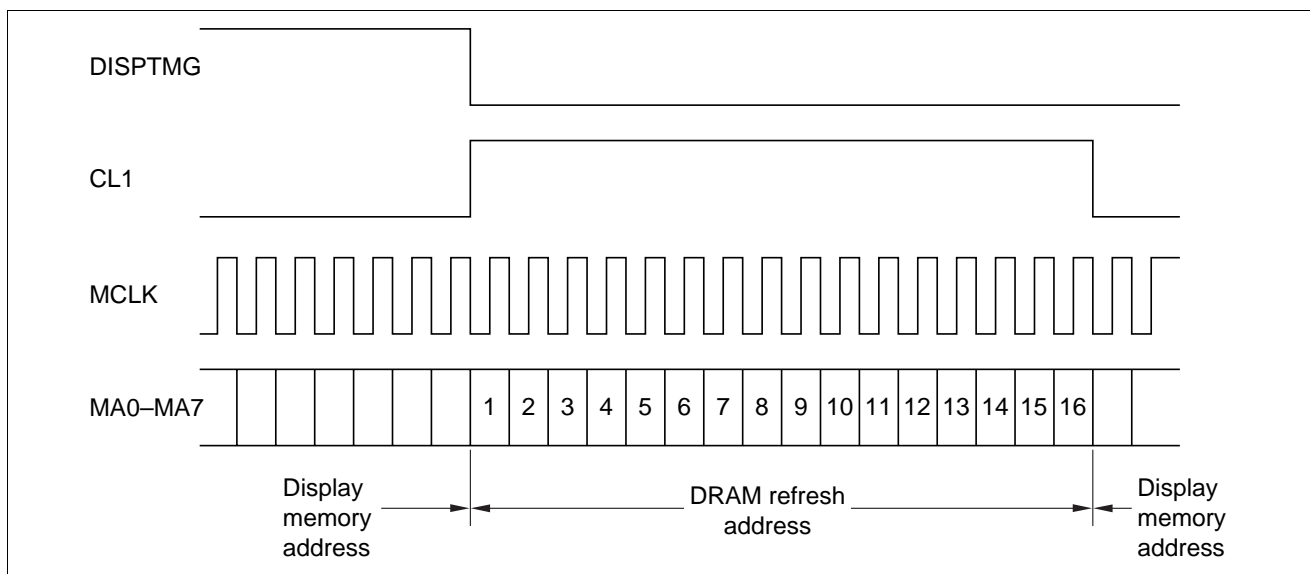 DISPTMG
CL1
MCLK
MA0–MA7
1 2 3 4 5 6 7 8 9 10 11 12 13 14 15 16
Display
memory
address
DRAM refresh
address
Display
memory
address